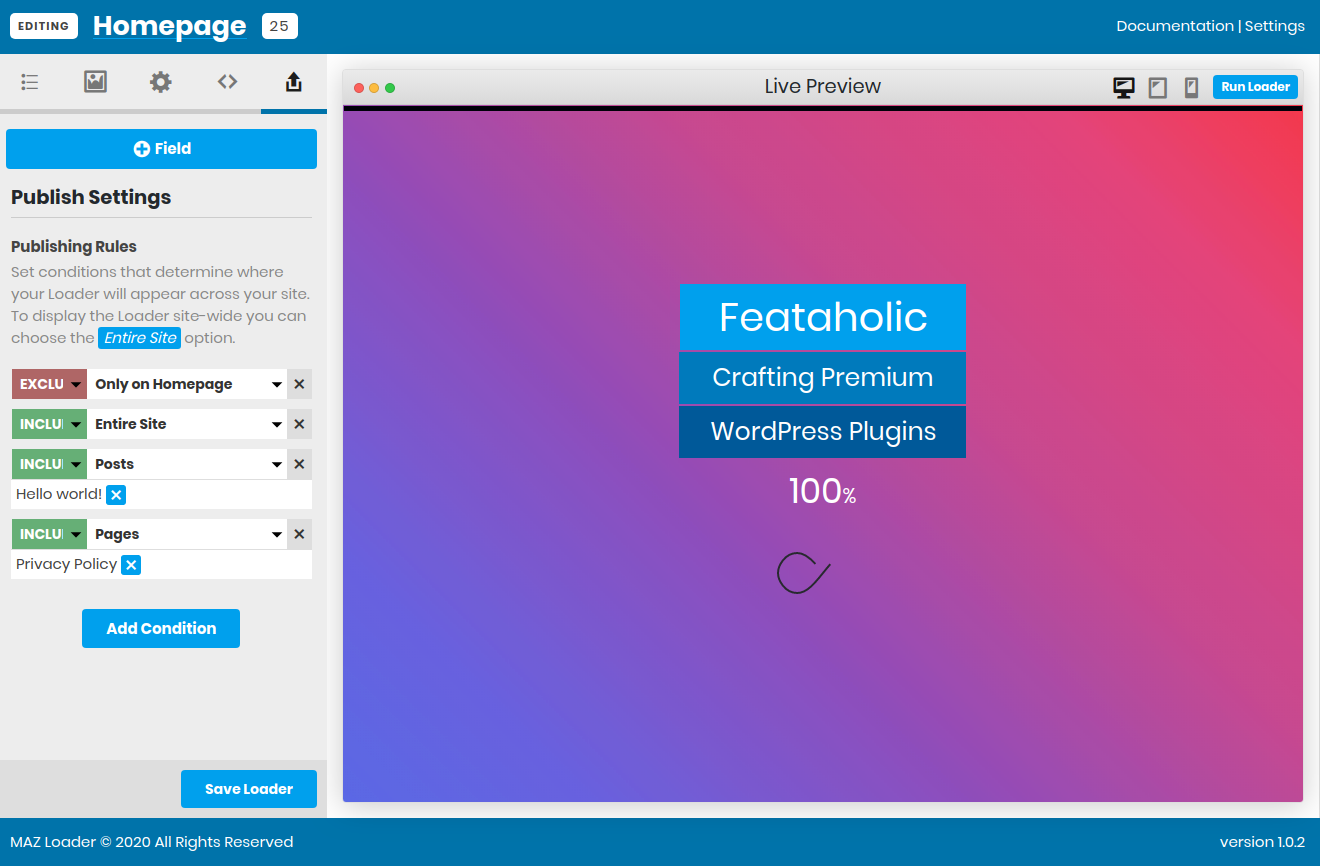 EDITING Homepage 25 Documentation | Settings
Live Preview Run Loader
Field
Publish Settings
Publishing Rules
Set conditions that determine where
your Loader will appear across your site.
To display the Loader site-wide you can
choose the Entire Site option.
EXCLU Only on Homepage
INCLU Entire Site
INCLU Posts
Hello world!
INCLU Pages
Privacy Policy
Add Condition
Save Loader
Feataholic
Crafting Premium
WordPress Plugins
100%
MAZ Loader © 2020 All Rights Reserved version 1.0.2